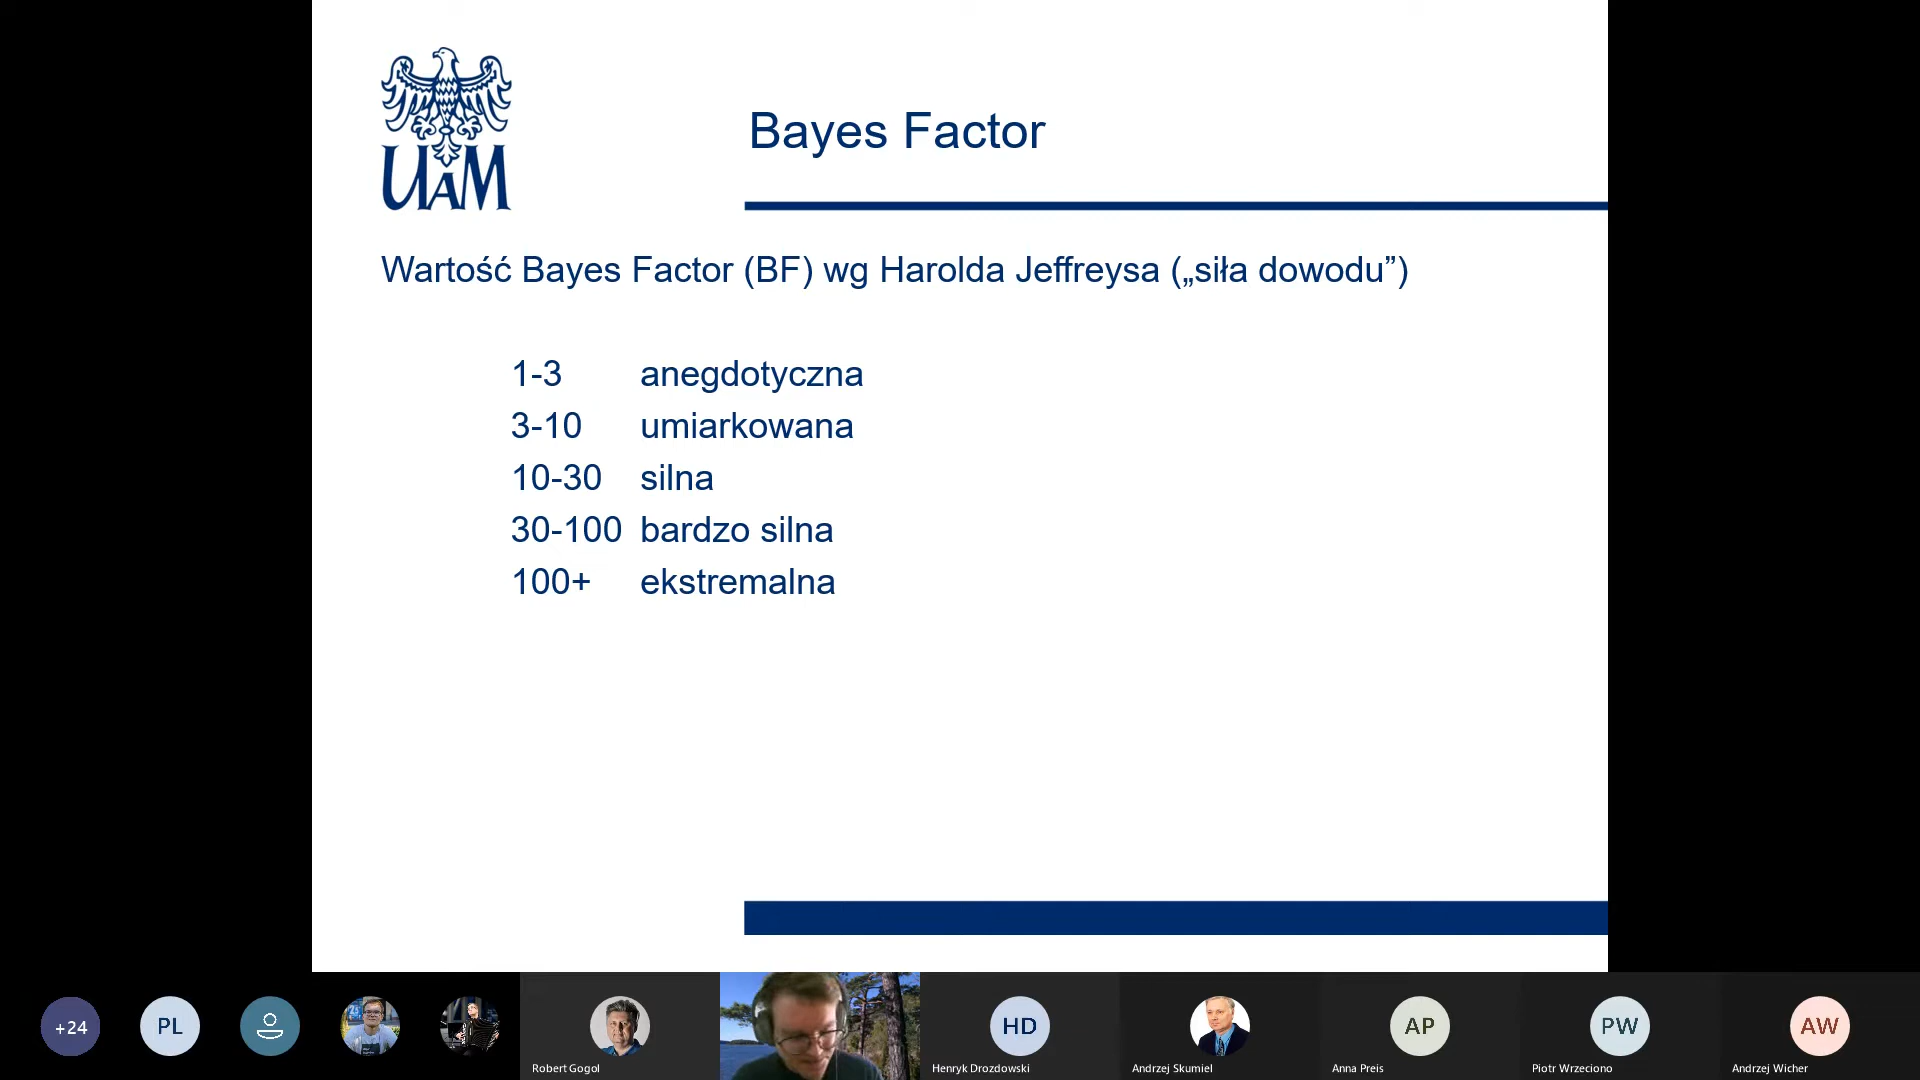 UAM
Bayes Factor
Wartość Bayes Factor (BF) wg Harolda Jeffreysa („siła dowodu”)
1-3 anegdotyczna
3-10 umiarkowana
10-30 silna
30-100 bardzo silna
100+ ekstremalna
+24
PL
HD
AP
PW
AW
Robert Gogol
Henryk Drozdowski
Andrzej Skumiel
Anna Preis
Piotr Wrzeciono
Andrzej Wicher